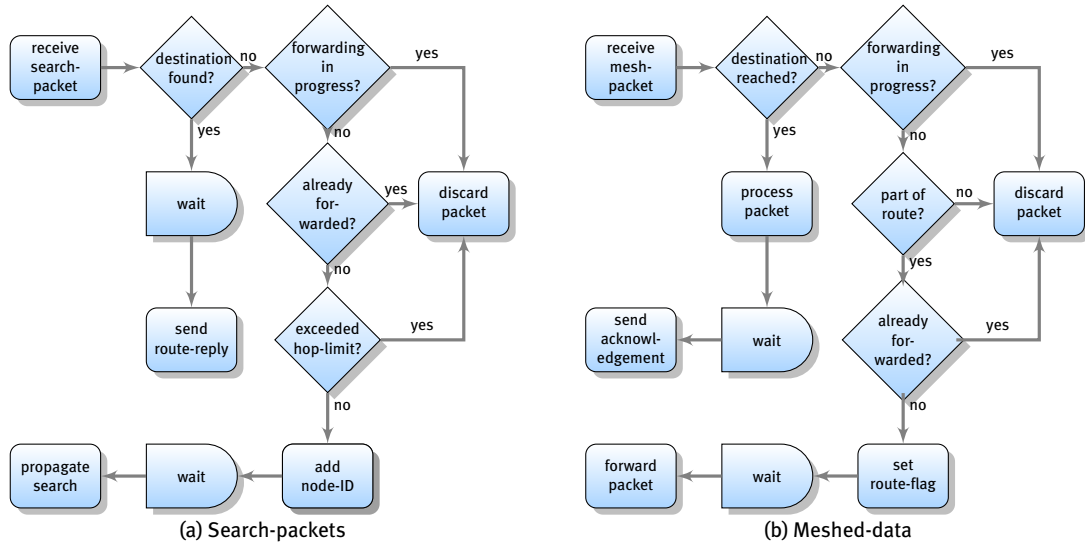 receive
search-
packet
destination
found?
no
forwarding
in
progress?
yes
yes
no
wait
already
for-
warded?
yes
discard
packet
no
send
route-reply
exceeded
hop-limit?
yes
no
propagate
search
wait
add
node-ID
(a) Search-packets
receive
mesh-
packet
destination
reached?
no
forwarding
in
progress?
yes
yes
no
process
packet
part of
route?
no
discard
packet
yes
send
acknowl-
edgement
wait
already
for-
warded?
yes
no
forward
packet
wait
set
route-flag
(b) Meshed-data